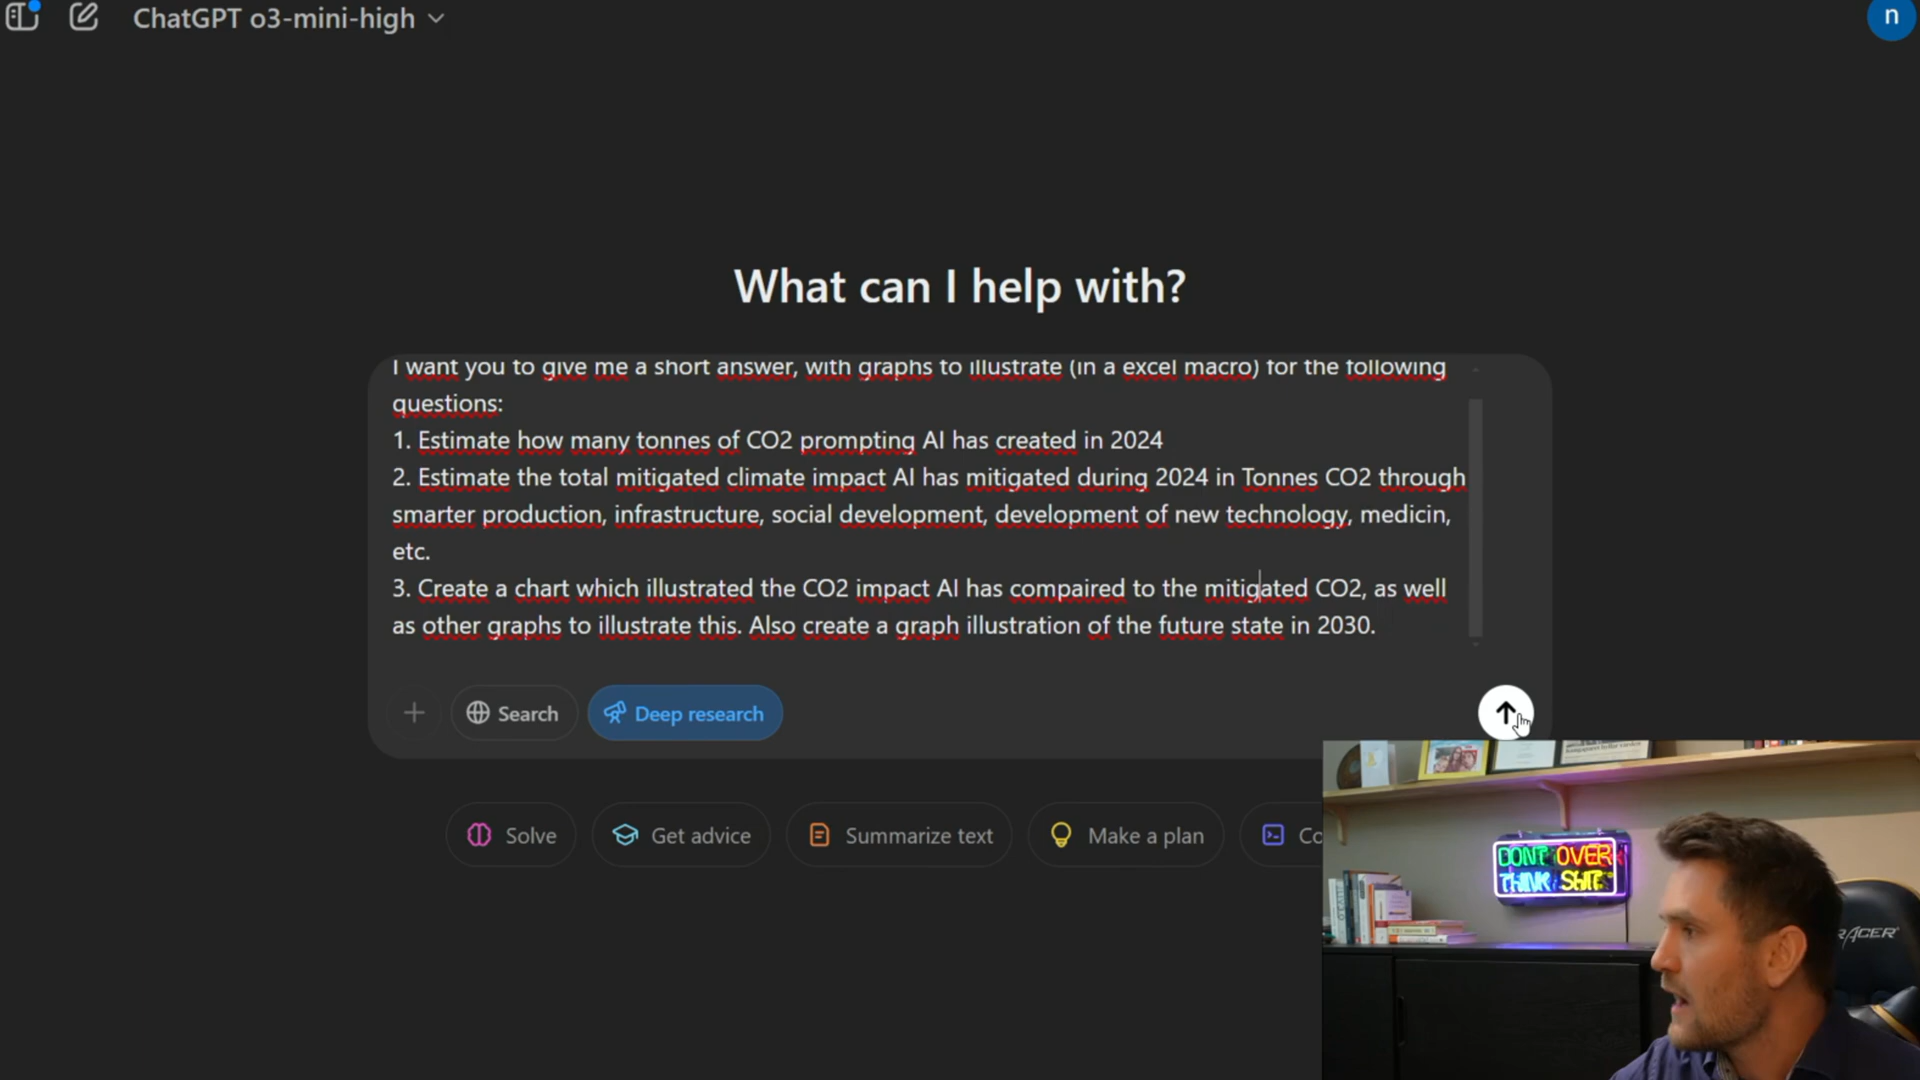 ChatGPT o3-mini-high
n
What can I help with?
I want you to give me a short answer, with graphs to illustrate (in a excel macro) for the following
questions:
1. Estimate how many tonnes of CO2 prompting AI has created in 2024
2. Estimate the total mitigated climate impact AI has mitigated during 2024 in Tonnes CO2 through
smarter production, infrastructure, social development, development of new technology, medicin,
etc.
3. Create a chart which illustrated the CO2 impact AI has compaired to the mitigated CO2, as well
as other graphs to illustrate this. Also create a graph illustration of the future state in 2030.
Search
Deep research
Solve
Get advice
Summarize text
Make a plan
Co
DONT OVER
THINK SHIT
RACER